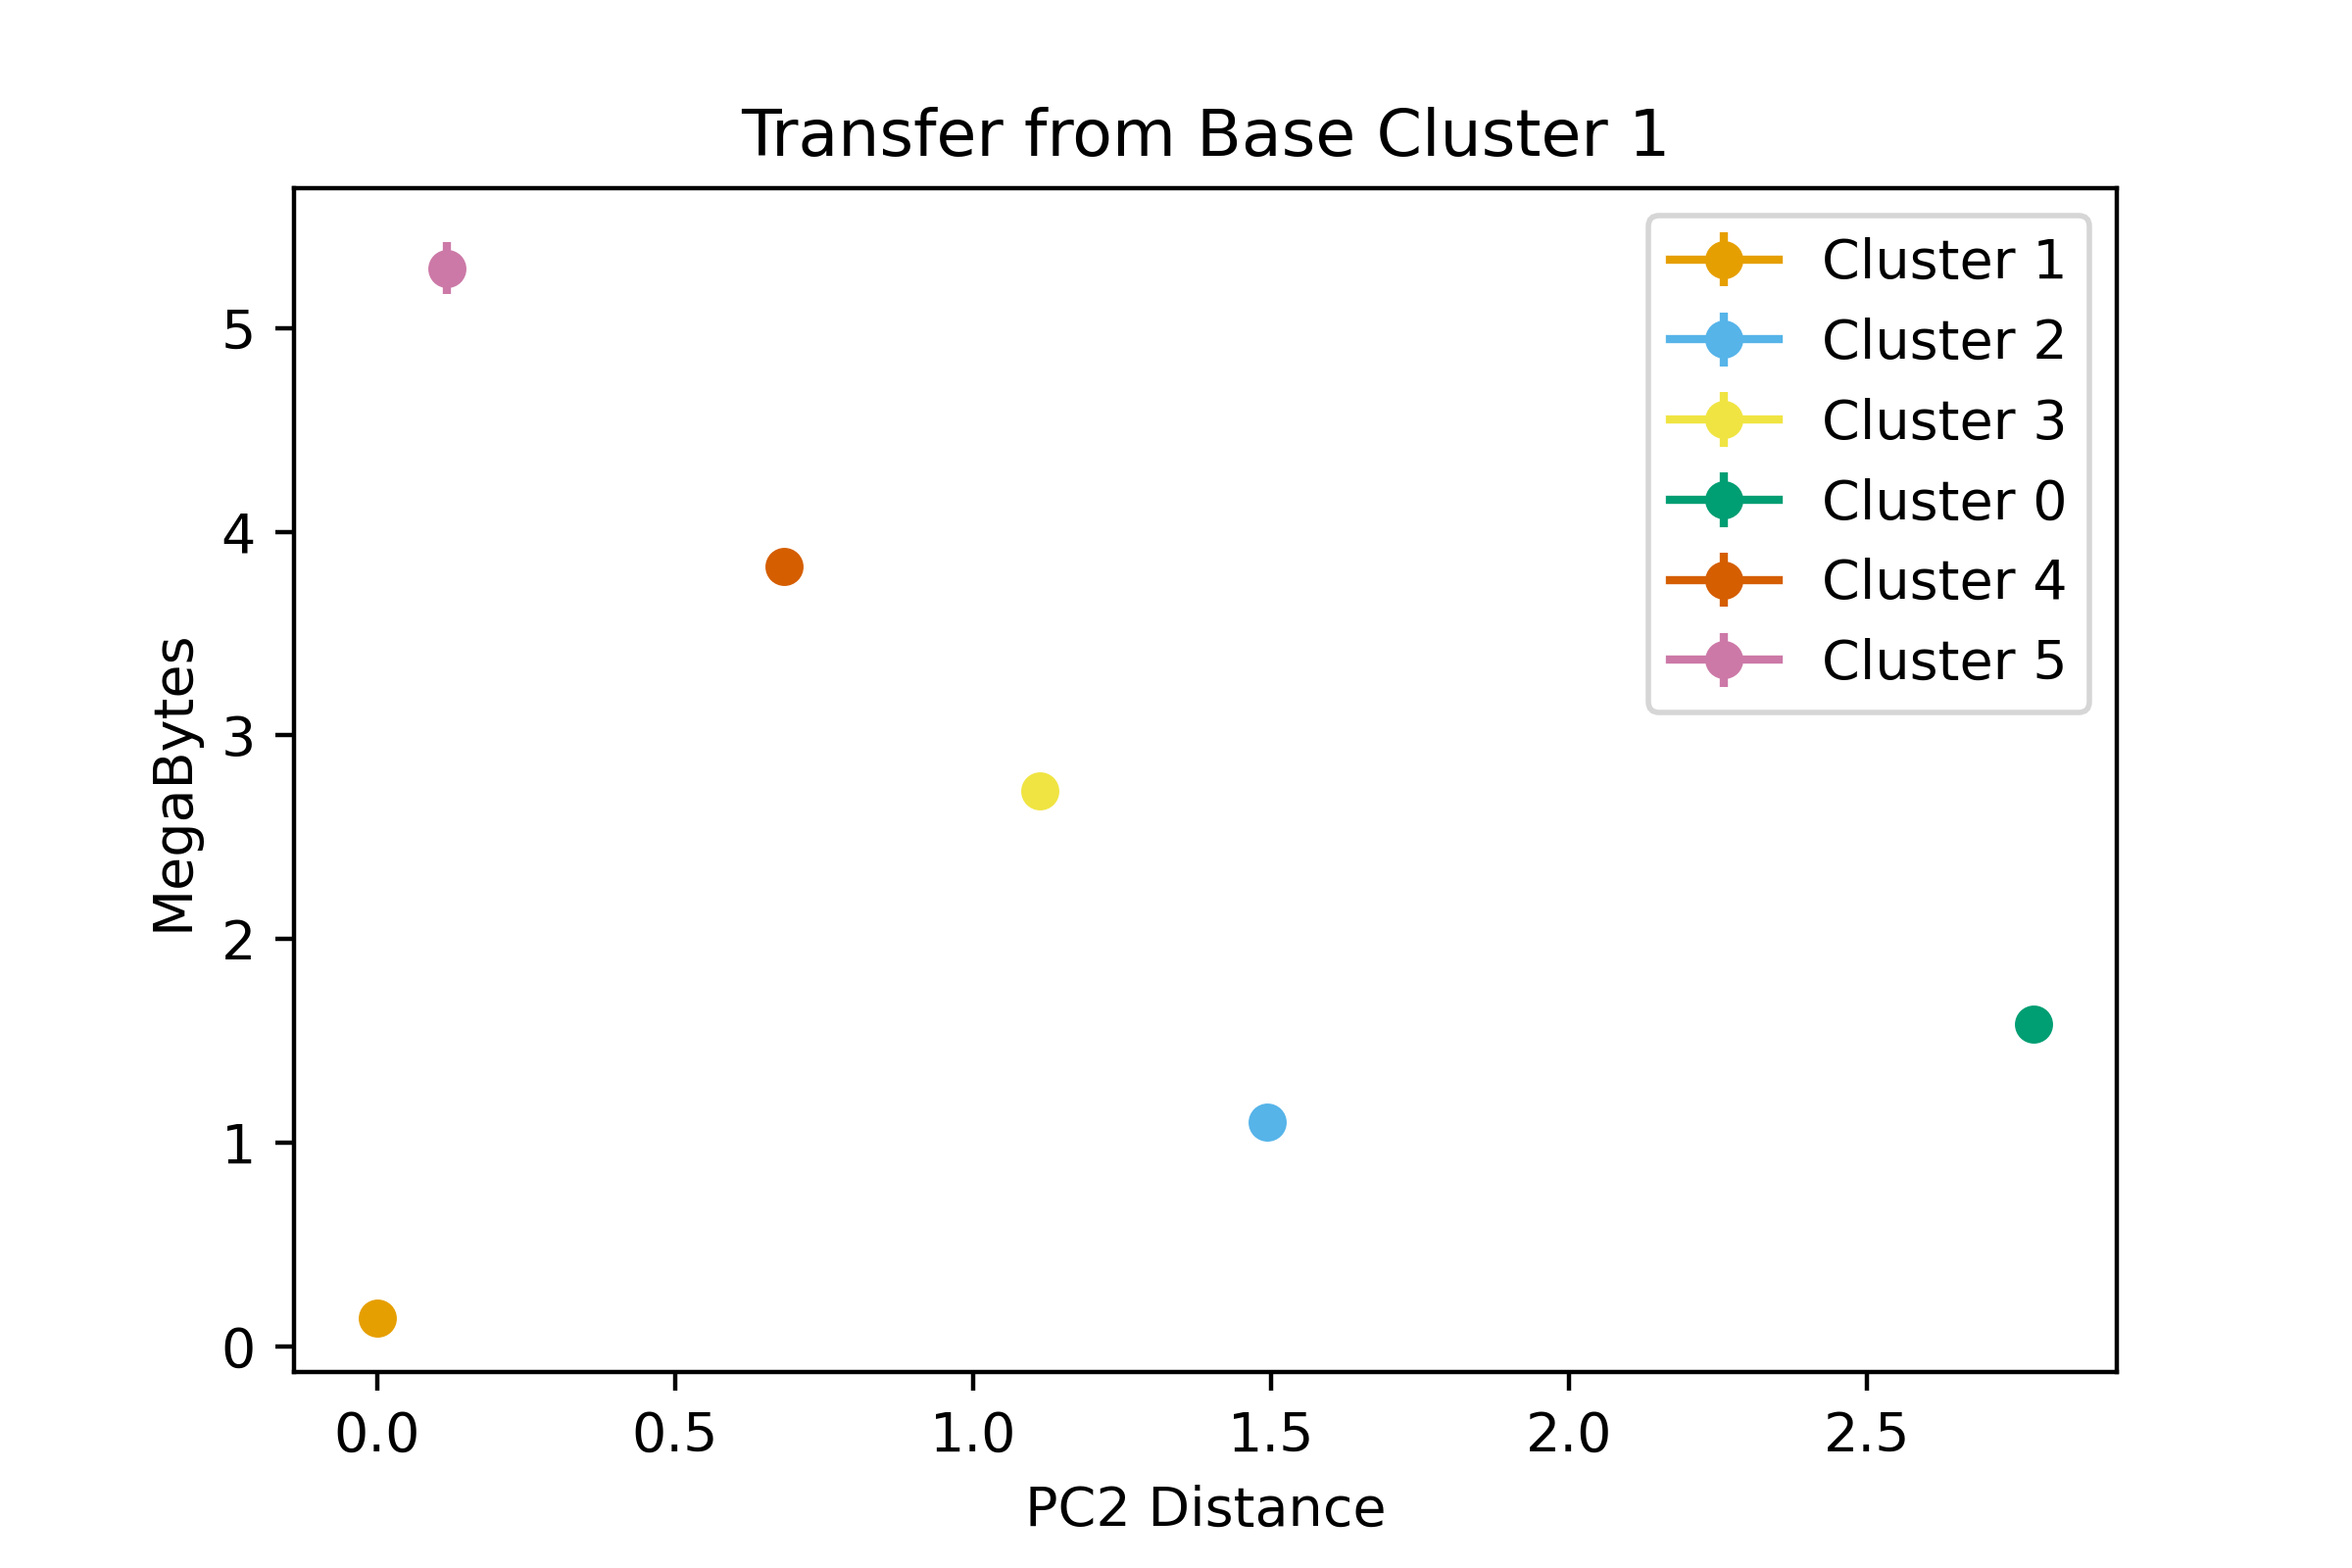 Transfer from Base Cluster 1
Cluster 1
Cluster 2
Cluster 3
Cluster 0
Cluster 4
Cluster 5
MegaBytes
5
4
3
2
1
0
0.0 0.5 1.0 1.5 2.0 2.5
PC2 Distance